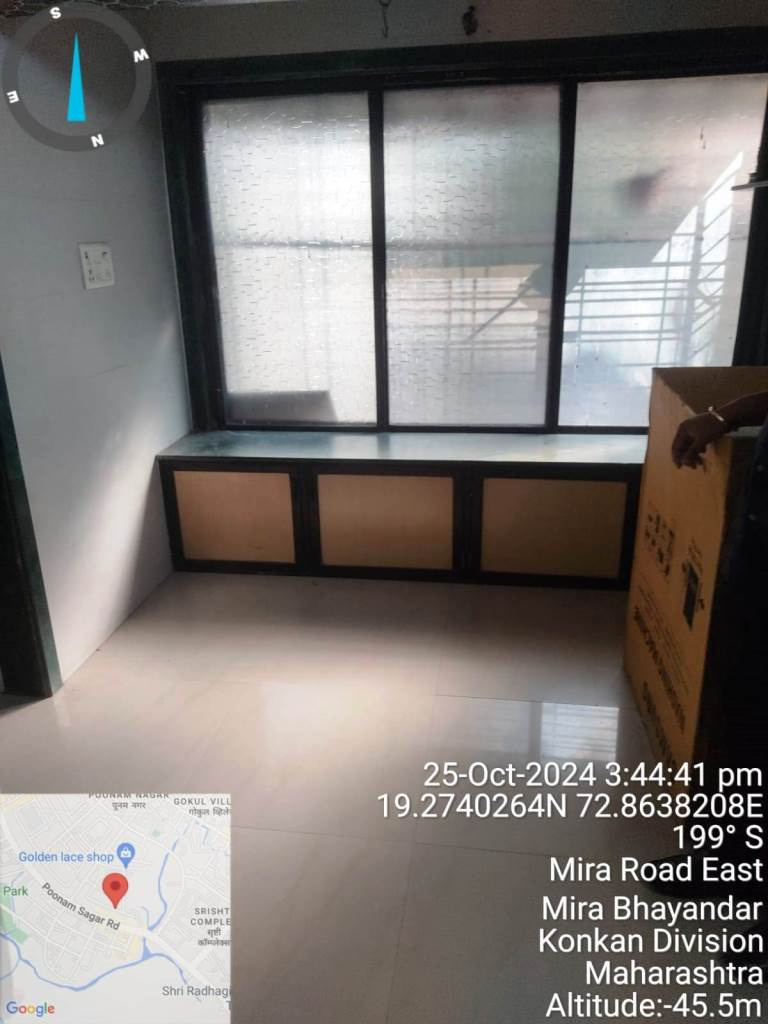 S
W
E
N
25-Oct-2024 3:44:41 pm
19.2740264N 72.8638208E
199° S
Mira Road East
Mira Bhayandar
Konkan Division
Maharashtra
Altitude:-45.5m
POONAM NAGAR
पूनम नगर
GOKUL VILL
गोकुल व्हिले
Golden lace shop
Park
Poonam Sagar Rd
SRISHT
COMPLE
सृष्टी
कॉम्प्लेक्स
Shri Radhagi
T
Google